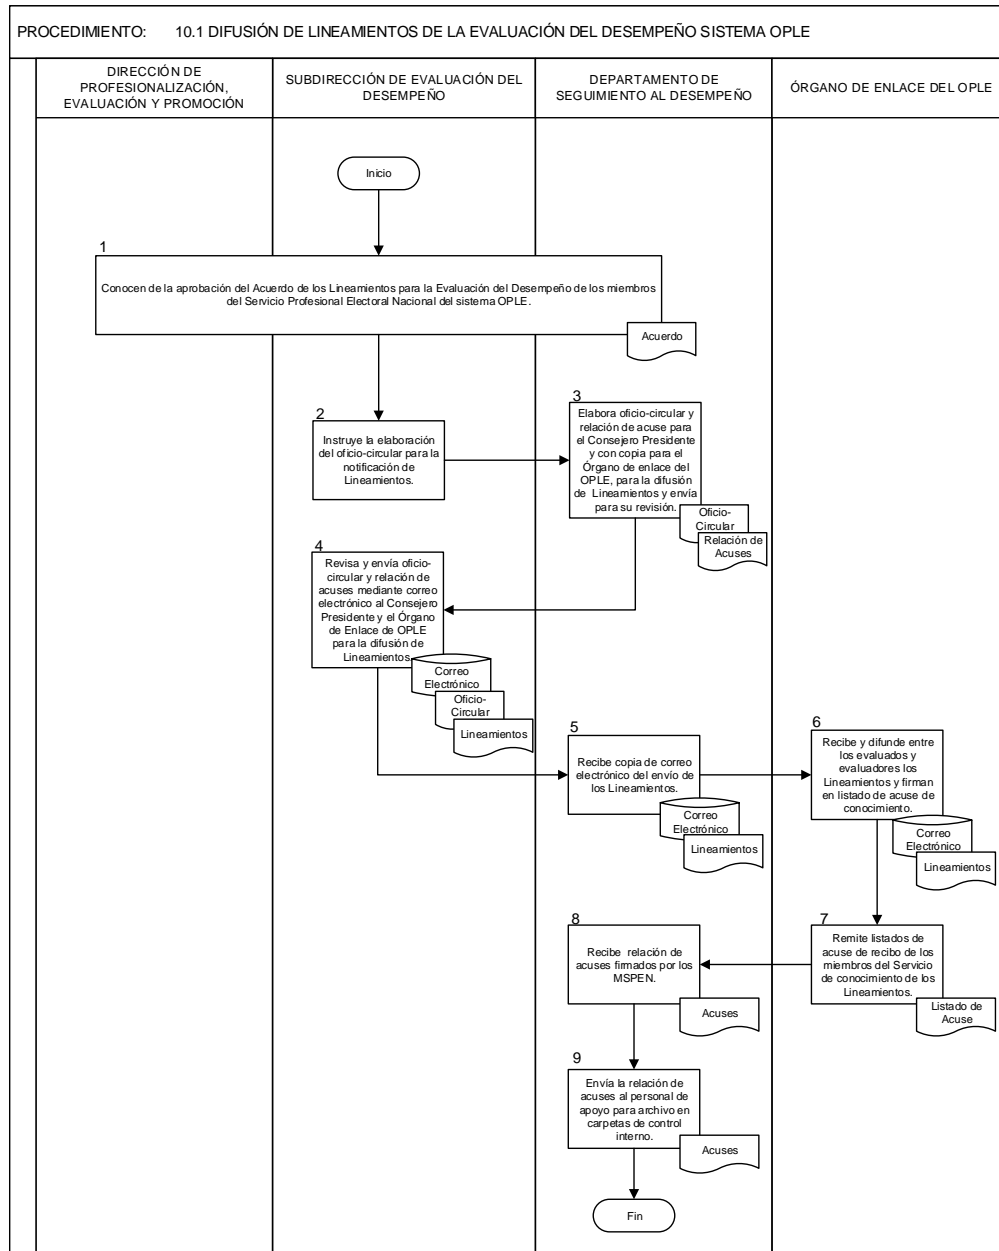 PROCEDIMIENTO: 10.1 DIFUSIÓN DE LINEAMIENTOS DE LA EVALUACIÓN DEL DESEMPEÑO SISTEMA OPLE
DIRECCIÓN DE
PROFESIONALIZACIÓN,
EVALUACIÓN Y PROMOCIÓN
SUBDIRECCIÓN DE EVALUACIÓN DEL
DESEMPEÑO
DEPARTAMENTO DE
SEGUIMIENTO AL DESEMPEÑO
ÓRGANO DE ENLACE DEL OPLE
Inicio
1
Conocen de la aprobación del Acuerdo de los Lineamientos para la Evaluación del Desempeño de los miembros
del Servicio Profesional Electoral Nacional del sistema OPLE.
Acuerdo
2
Instruye la elaboración
del oficio-circular para la
notificación de
Lineamientos.
3
Elabora oficio-circular y
relación de acuse para
el Consejero Presidente
y con copia para el
Órgano de enlace del
OPLE, para la difusión
de Lineamientos y envía
para su revisión.
Oficio-
Circular
Relación de
Acuses
4
Revisa y envía oficio-
circular y relación de
acuses mediante correo
electrónico al Consejero
Presidente y el Órgano
de Enlace de OPLE
para la difusión de
Lineamientos.
Correo
Electrónico
Oficio-
Circular
Lineamientos
5
Recibe copia de correo
electrónico del envío de
los Lineamientos.
Correo
Electrónico
Lineamientos
6
Recibe y difunde entre
los evaluados y
evaluadores los
Lineamientos y firman
en listado de acuse de
conocimiento.
Correo
Electrónico
Lineamientos
7
Remite listados de
acuse de recibo de los
miembros del Servicio
de conocimiento de los
Lineamientos.
Listado de
Acuse
8
Recibe relación de
acuses firmados por los
MSPEN.
Acuses
9
Envía la relación de
acuses al personal de
apoyo para archivo en
carpetas de control
interno.
Acuses
Fin